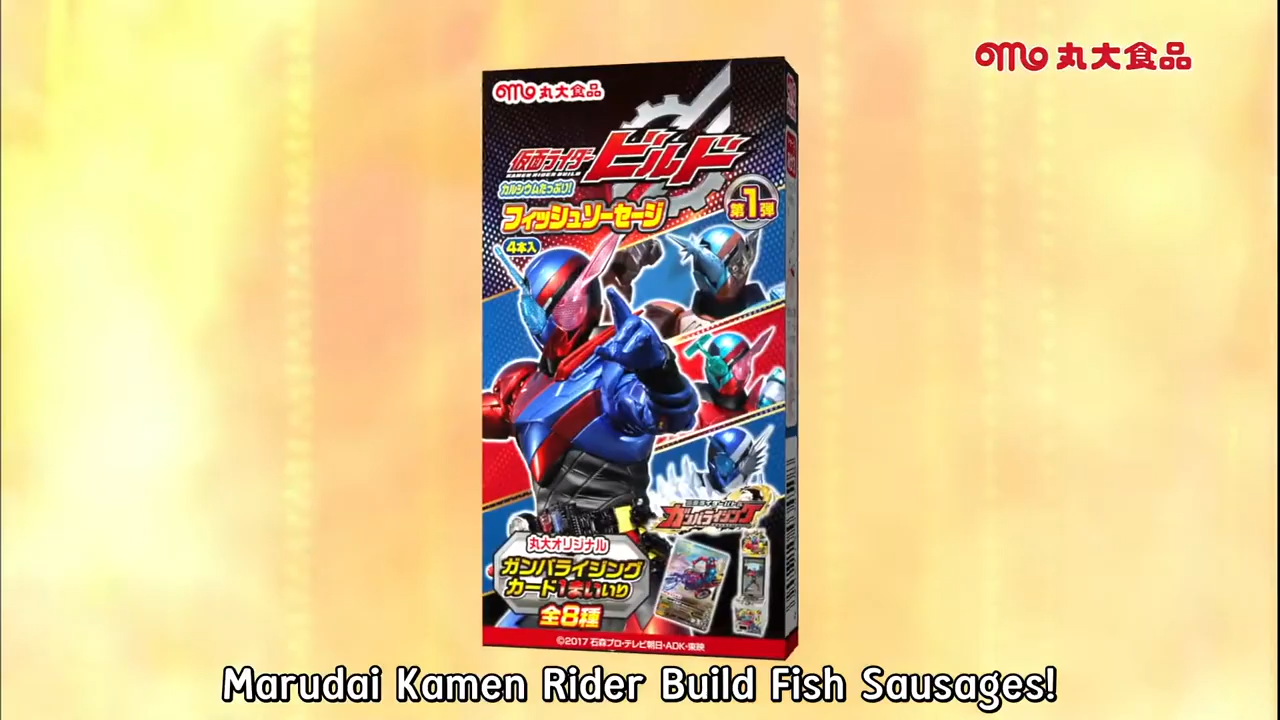 omo 丸大食品
omo 丸大食品
仮面ライダー ビルド
KAMEN RIDER BUILD
カルシウムたっぷり!
フィッシュソーセージ
第1弾
4本入
ガンバライジング
丸大オリジナル
ガンバライジング
カード1まいいり
全8種
©2017 石森プロ・テレビ朝日・ADK・東映
Marudai Kamen Rider Build Fish Sausages!